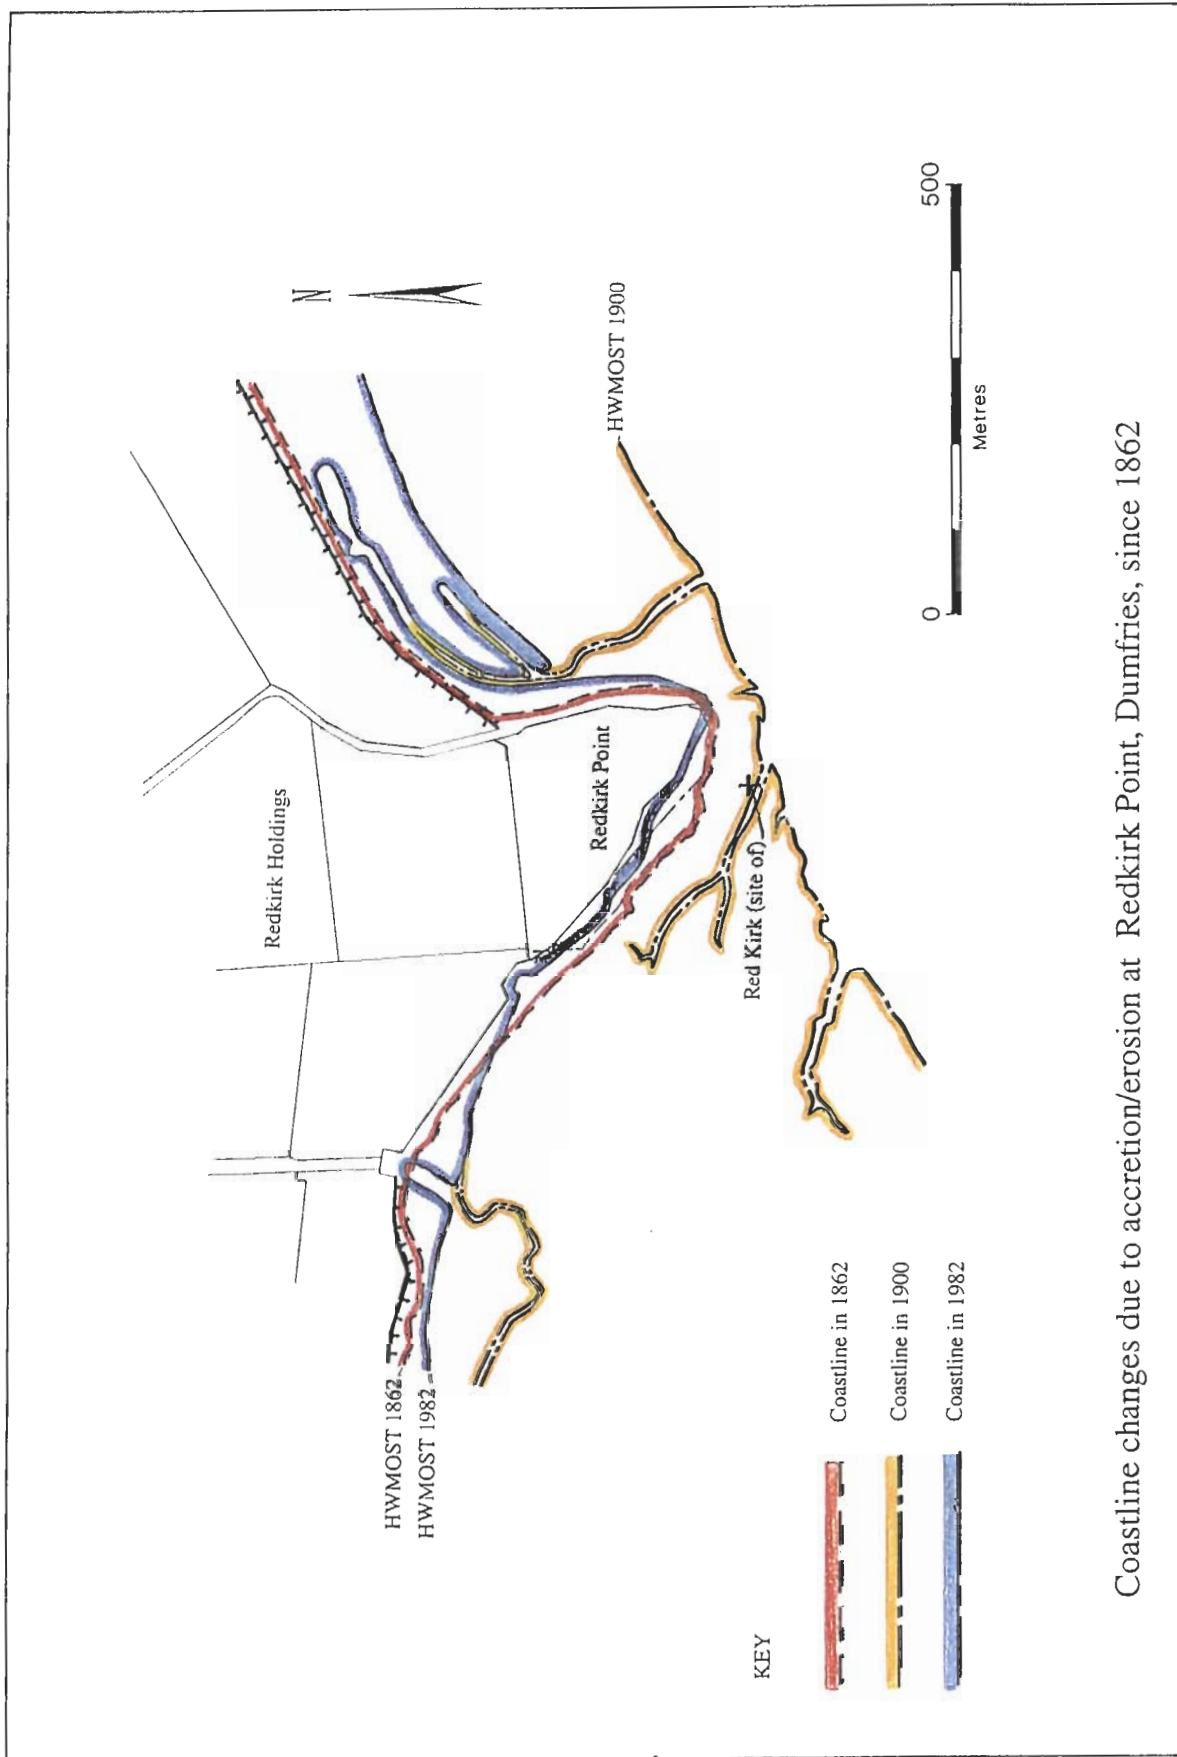 Redkirk Holdings
N
HWMOST 1862
HWMOST 1982
Redkirk Point
HWMOST 1900
Red Kirk (site of)
KEY
Coastline in 1862
Coastline in 1900
Coastline in 1982
0
500
Metres
Coastline changes due to accretion/erosion at Redkirk Point, Dumfries, since 1862